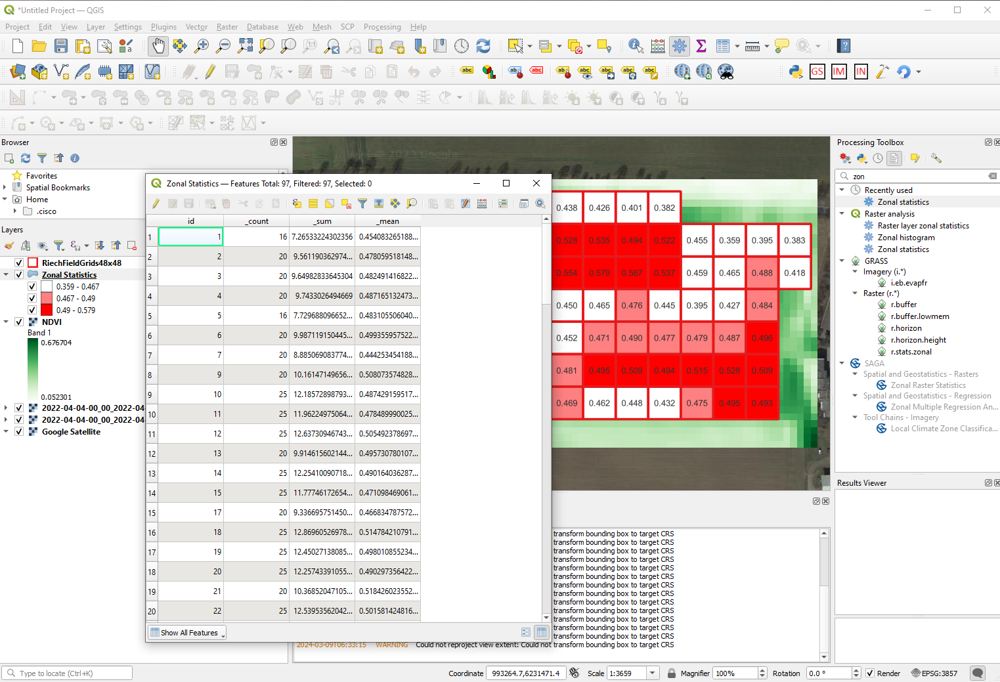 *Untitled Project — QGIS
Project Edit View Layer Settings Plugins Vector Raster Database Web Mesh SCP Processing Help
abc abc abc abc ab abc abc abc abc GS IM IN
Browser
Favorites
Spatial Bookmarks
Home
.cisco
Layers
RiechFieldGrids48x48
Zonal Statistics
0.359 - 0.467
0.467 - 0.49
0.49 - 0.579
NDVI
Band 1
0.676704
0.052301
2022-04-04-00_00_2022-04
2022-04-04-00_00_2022-04
Google Satellite
Zonal Statistics — Features Total: 97, Filtered: 97, Selected: 0
id _count _sum _mean
1 1 16 7.26533224302356 0.454083265188...
2 2 20 9.561190362974... 0.478059518148...
3 3 20 9.64982833645304 0.482491416822...
4 4 20 9.7433026494669 0.487165132473...
5 5 16 7.729688096652... 0.483105506040...
6 6 20 9.987119150445... 0.499355957522...
7 7 20 8.885069083774... 0.444253454188...
8 9 20 10.16147149656... 0.508073574828...
9 10 25 12.18572898793... 0.487429159517...
10 11 25 11.96224975064... 0.478489990025...
11 12 25 12.63730946743... 0.505492378697...
12 13 20 9.914615602144... 0.495730780107...
13 14 25 12.25410090718... 0.490164036287...
14 15 25 11.77746172654... 0.471098469061...
15 17 20 9.336695751450... 0.466834787572...
16 18 25 12.86960526978... 0.514784210791...
17 19 25 12.45027138085... 0.498010855234...
18 20 25 12.25743391055... 0.490297356422...
19 21 20 10.36852047105... 0.518426023552...
20 22 25 12.53953562042... 0.501581424816...
Show All Features
0.438 0.426 0.401 0.382
0.528 0.535 0.494 0.522 0.455 0.359 0.395 0.383
0.554 0.579 0.567 0.537 0.459 0.465 0.488 0.418
0.450 0.465 0.476 0.445 0.395 0.427 0.484
0.452 0.471 0.490 0.477 0.479 0.487 0.496
0.481 0.495 0.509 0.494 0.515 0.528 0.509
0.469 0.462 0.448 0.432 0.475 0.495 0.493
transform bounding box to target CRS
transform bounding box to target CRS
transform bounding box to target CRS
transform bounding box to target CRS
transform bounding box to target CRS
transform bounding box to target CRS
transform bounding box to target CRS
transform bounding box to target CRS
transform bounding box to target CRS
transform bounding box to target CRS
transform bounding box to target CRS
transform bounding box to target CRS
transform bounding box to target CRS
2024-03-09T06:33:15 WARNING Could not reproject view extent: Could not transform bounding box to target CRS
Processing Toolbox
zon
Recently used
Zonal statistics
Raster analysis
Raster layer zonal statistics
Zonal histogram
Zonal statistics
GRASS
Imagery (i.*)
i.eb.evapfr
Raster (r.*)
r.buffer
r.buffer.lowmem
r.horizon
r.horizon.height
r.stats.zonal
SAGA
Spatial and Geostatistics - Rasters
Zonal Raster Statistics
Spatial and Geostatistics - Regression
Zonal Multiple Regression An...
Tool Chains - Imagery
Local Climate Zone Classifica...
Results Viewer
Type to locate (Ctrl+K) Coordinate 993264.7,6231471.4 Scale 1:3659 Magnifier 100% Rotation 0.0 ° Render EPSG:3857